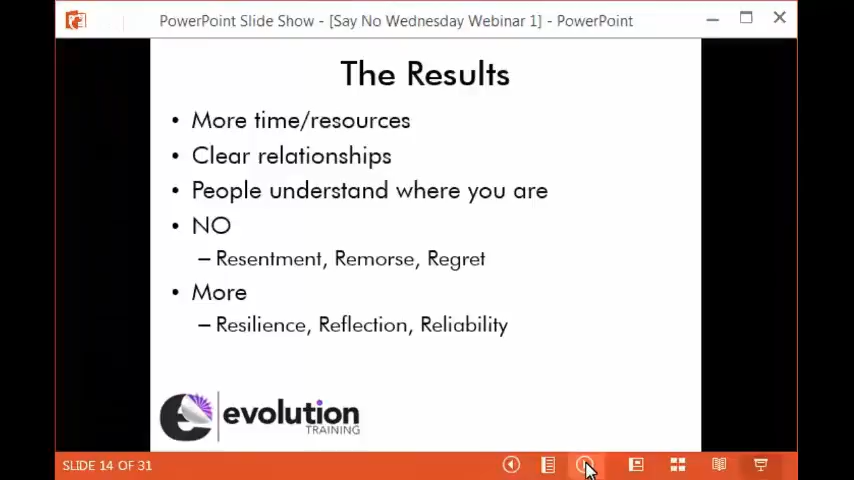 PowerPoint Slide Show - [Say No Wednesday Webinar 1] - PowerPoint
The Results
• More time/resources
• Clear relationships
• People understand where you are
• NO
– Resentment, Remorse, Regret
• More
– Resilience, Reflection, Reliability
evolution
TRAINING
SLIDE 14 OF 31